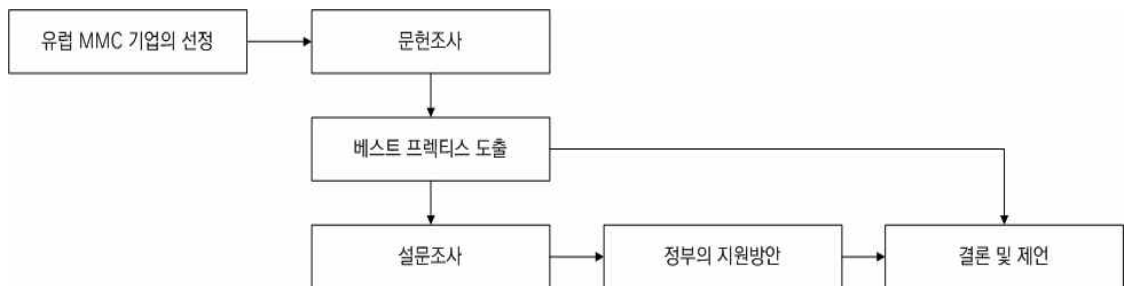 유럽 MMC 기업의 선정
문헌조사
베스트 프렉티스 도출
설문조사
정부의 지원방안
결론 및 제언